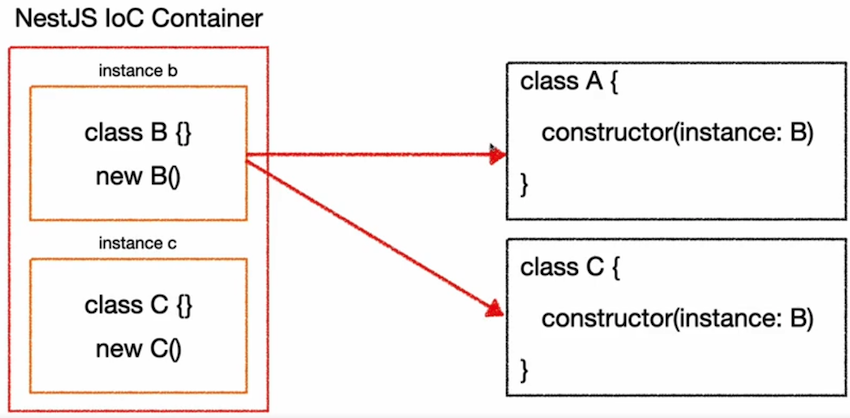 NestJS IoC Container
instance b
class B {}
new B()
instance c
class C {}
new C()
class A {
constructor(instance: B)
}
class C {
constructor(instance: B)
}